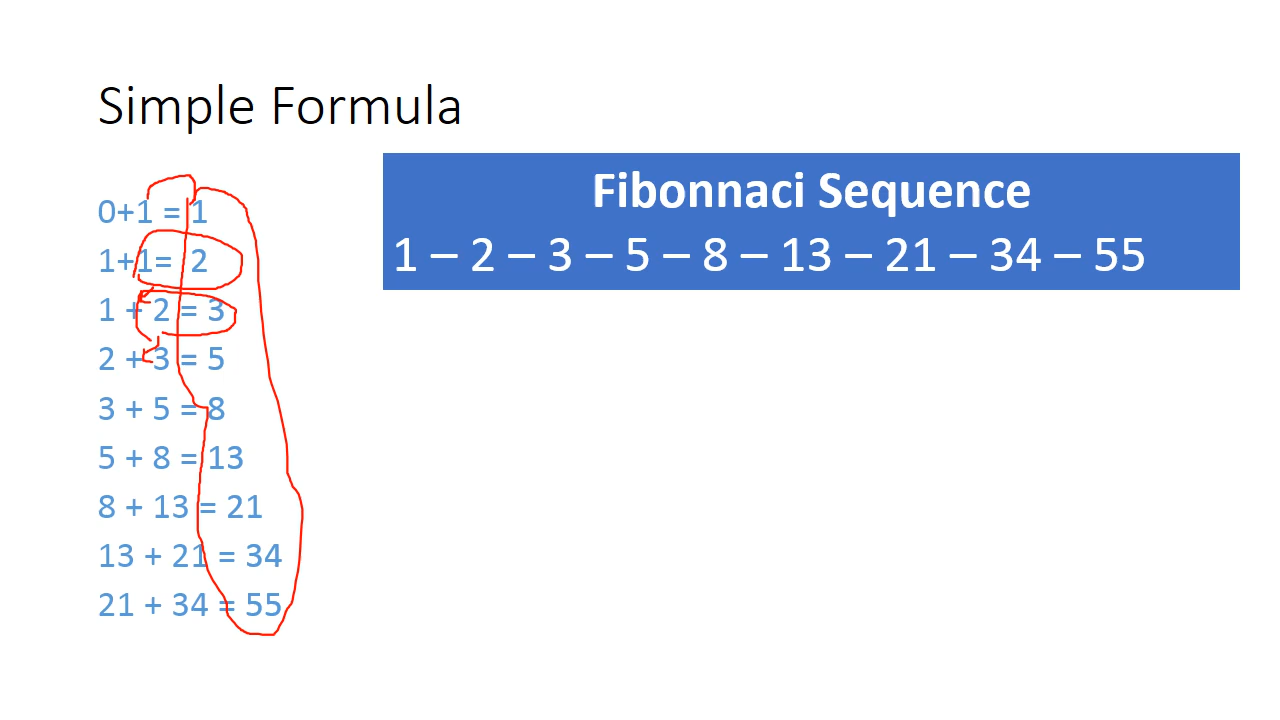 Simple Formula
0+1 = 1
1+1= 2
1 + 2 = 3
2 + 3 = 5
3 + 5 = 8
5 + 8 = 13
8 + 13 = 21
13 + 21 = 34
21 + 34 = 55
Fibonnaci Sequence
1 – 2 – 3 – 5 – 8 – 13 – 21 – 34 – 55